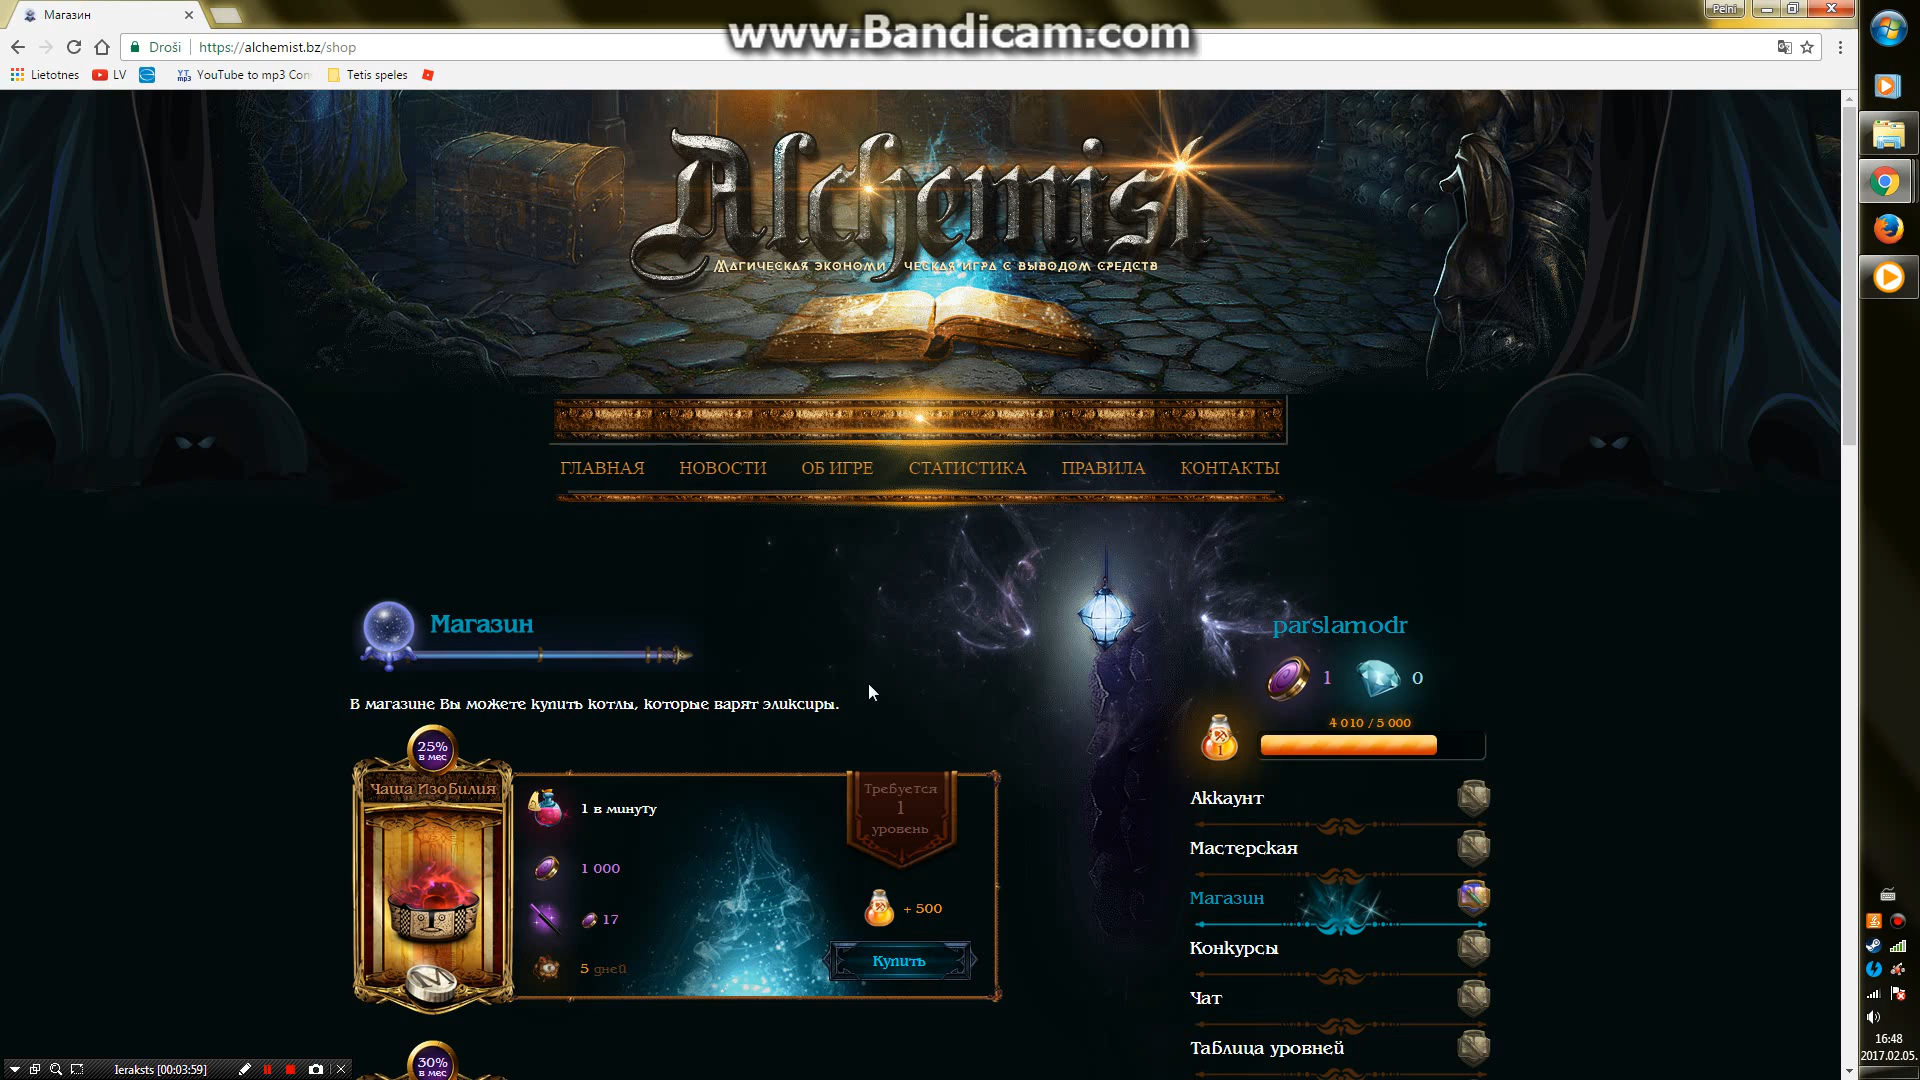 Магазин
Pelni
www.Bandicam.com
Droši
https://alchemist.bz/shop
Lietotnes
LV
YouTube to mp3 Con
Tetis speles
Alchemist
Магическая экономическая игра с выводом средств
ГЛАВНАЯ
НОВОСТИ
ОБ ИГРЕ
СТАТИСТИКА
ПРАВИЛА
КОНТАКТЫ
Магазин
В магазине Вы можете купить котлы, которые варят эликсиры.
25%
в мес
Чаша Изобилия
1 в минуту
1 000
17
5 дней
Требуется
1
уровень
+ 500
Купить
30%
в мес
parslamodr
1
0
4 010 / 5 000
1
Аккаунт
Мастерская
Магазин
Конкурсы
Чат
Таблица уровней
Ieraksts [00:03:59]
16:48
2017.02.05.